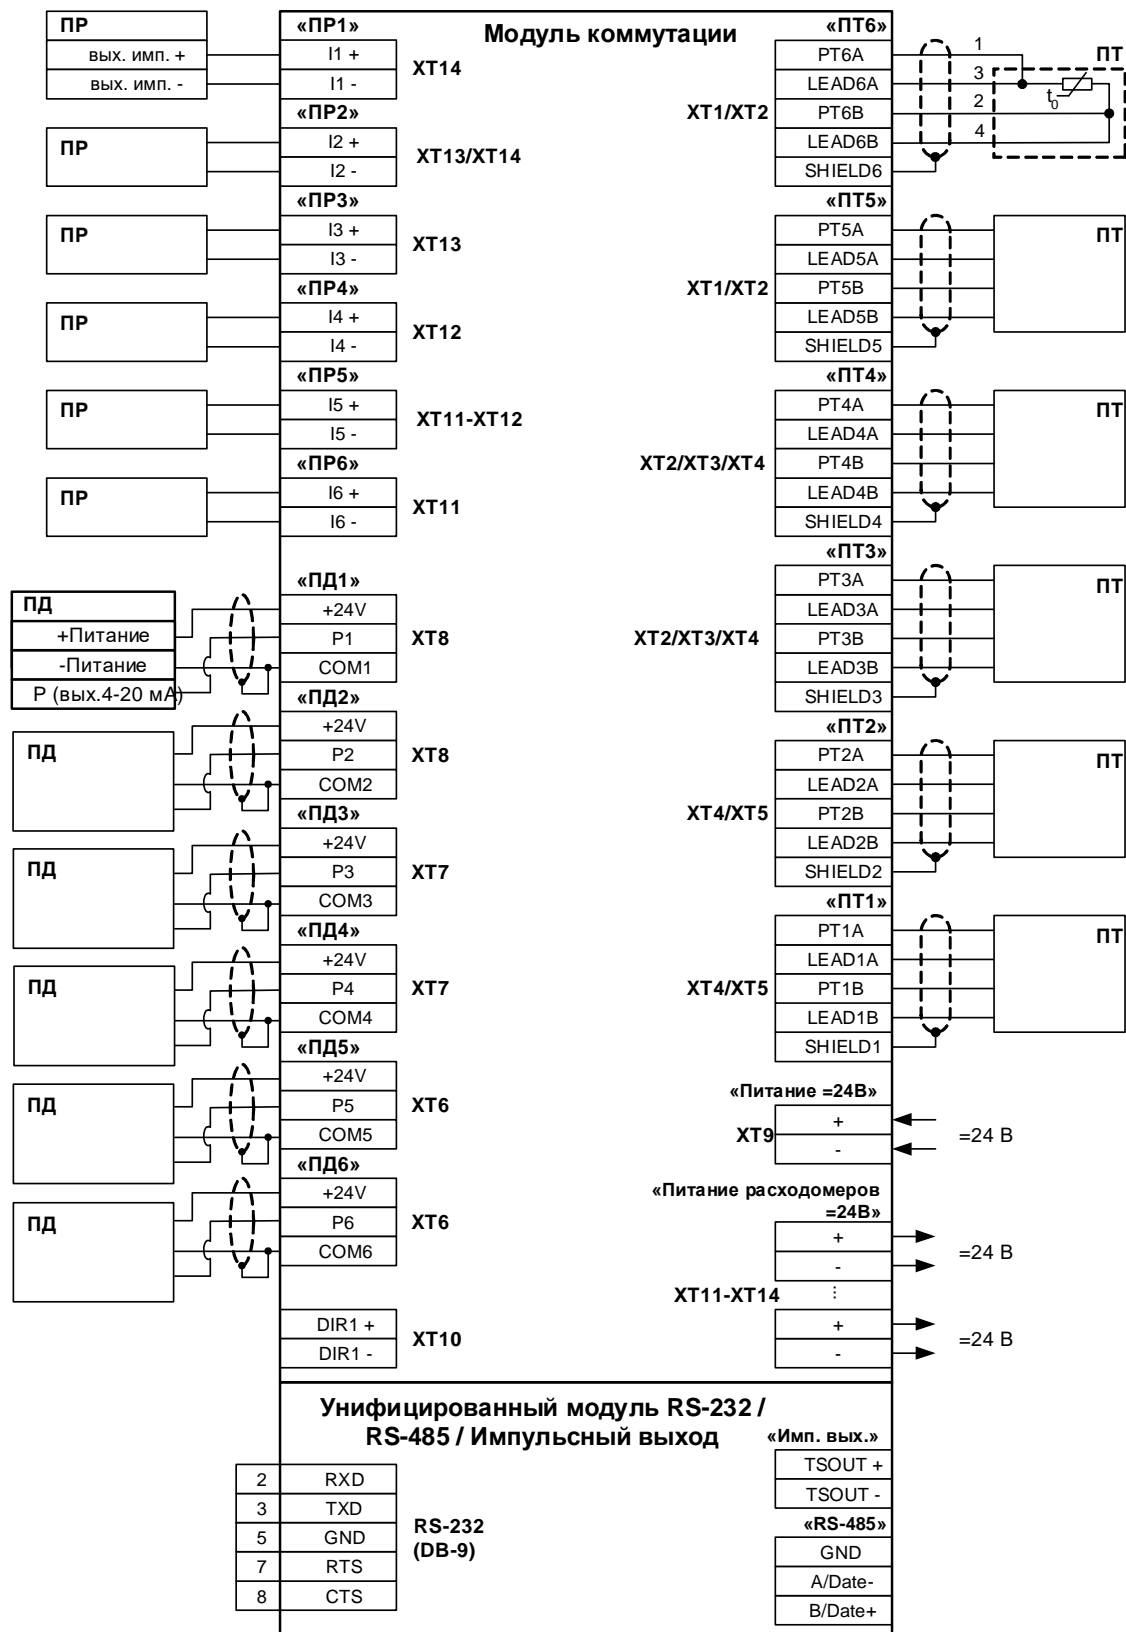 Модуль коммутации
ПР
вых. имп. +
вых. имп. -
«ПР1»
I1 +
I1 -
XT14
«ПР2»
ПР
I2 +
I2 -
XT13/XT14
«ПР3»
ПР
I3 +
I3 -
XT13
«ПР4»
ПР
I4 +
I4 -
XT12
«ПР5»
ПР
I5 +
I5 -
XT11-XT12
«ПР6»
ПР
I6 +
I6 -
XT11
«ПД1»
ПД
+Питание
-Питание
Р (вых.4-20 мА)
+24V
P1
COM1
XT8
«ПД2»
ПД
+24V
P2
COM2
XT8
«ПД3»
ПД
+24V
P3
COM3
XT7
«ПД4»
ПД
+24V
P4
COM4
XT7
«ПД5»
ПД
+24V
P5
COM5
XT6
«ПД6»
ПД
+24V
P6
COM6
XT6
DIR1 +
DIR1 -
XT10
«ПТ6»
PT6A
LEAD6A
PT6B
LEAD6B
SHIELD6
XT1/XT2
1
3
2
4
ПТ
t0
«ПТ5»
PT5A
LEAD5A
PT5B
LEAD5B
SHIELD5
XT1/XT2
ПТ
«ПТ4»
PT4A
LEAD4A
PT4B
LEAD4B
SHIELD4
XT2/XT3/XT4
ПТ
«ПТ3»
PT3A
LEAD3A
PT3B
LEAD3B
SHIELD3
XT2/XT3/XT4
ПТ
«ПТ2»
PT2A
LEAD2A
PT2B
LEAD2B
SHIELD2
XT4/XT5
ПТ
«ПТ1»
PT1A
LEAD1A
PT1B
LEAD1B
SHIELD1
XT4/XT5
ПТ
«Питание =24В»
XT9
+
-
=24 В
«Питание расходомеров
=24В»
+
-
=24 В
XT11-XT14
⋮
+
-
=24 В
Унифицированный модуль RS-232 /
RS-485 / Импульсный выход
2 RXD
3 TXD
5 GND
7 RTS
8 CTS
RS-232
(DB-9)
«Имп. вых.»
TSOUT +
TSOUT -
«RS-485»
GND
A/Date-
B/Date+